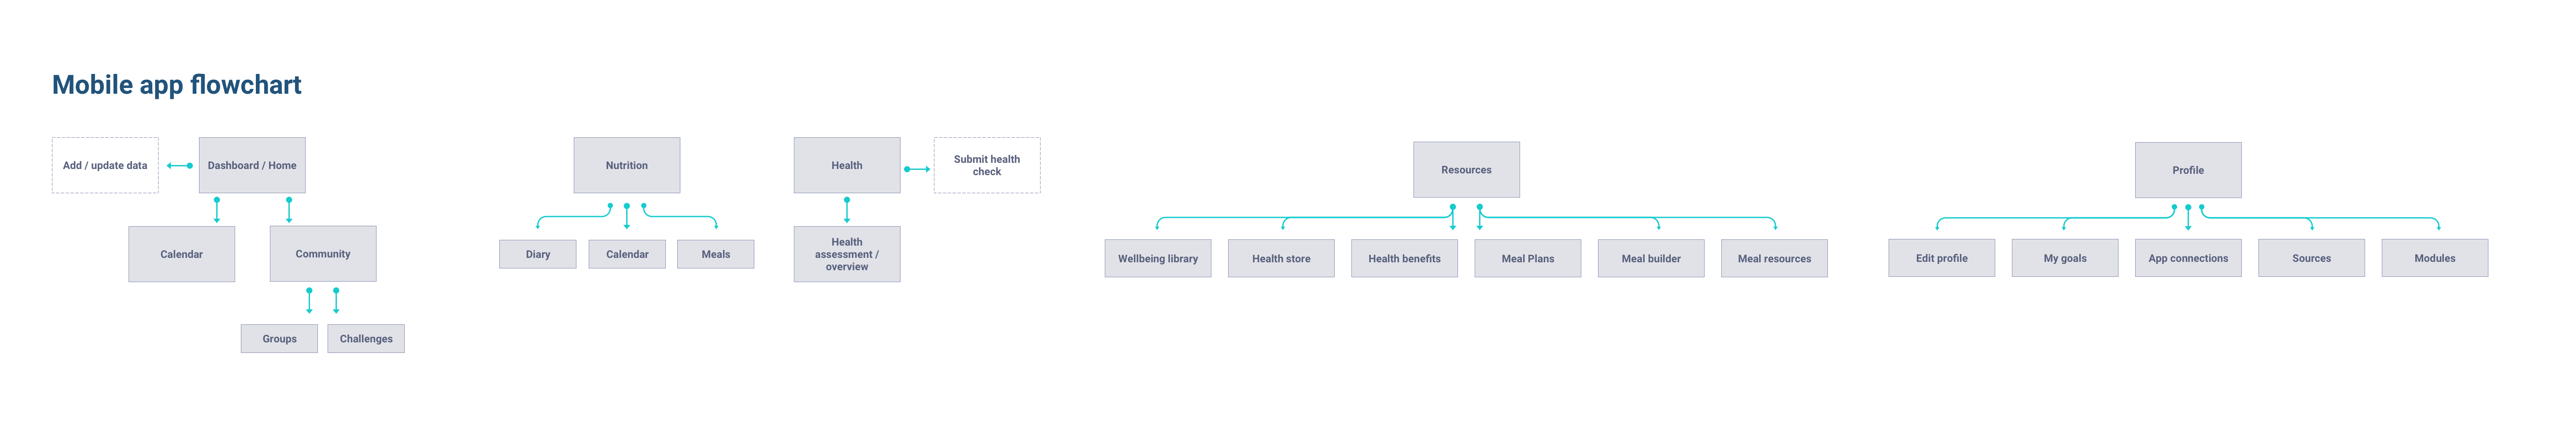 Mobile app flowchart
Add / update data
Dashboard / Home
Calendar
Community
Groups
Challenges
Nutrition
Diary
Calendar
Meals
Health
Submit health
check
Health
assessment /
overview
Resources
Wellbeing library
Health store
Health benefits
Meal Plans
Meal builder
Meal resources
Profile
Edit profile
My goals
App connections
Sources
Modules